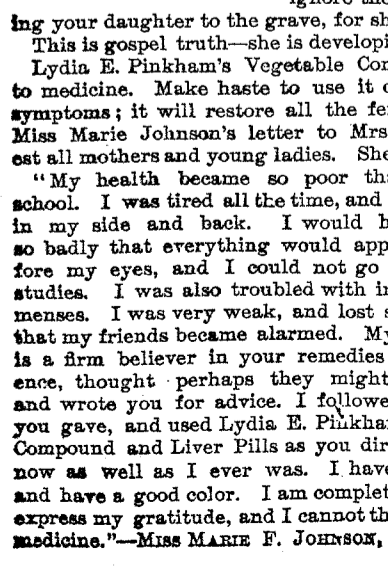 ing your daughter to the grave, for sh
This is gospel truth—she is developi
Lydia E. Pinkham's Vegetable Com
to medicine. Make haste to use it o
symptoms; it will restore all the fe
Miss Marie Johnson's letter to Mrs
est all mothers and young ladies. She
"My health became so poor tha
school. I was tired all the time, and
in my side and back. I would h
so badly that everything would app
fore my eyes, and I could not go
studies. I was also troubled with ir
menses. I was very weak, and lost s
that my friends became alarmed. My
is a firm believer in your remedies
ence, thought perhaps they might
and wrote you for advice. I followe
you gave, and used Lydia E. Pinkha
Compound and Liver Pills as you dir
now as well as I ever was. I have
and have a good color. I am complet
express my gratitude, and I cannot th
medicine."—MISS MARIE F. JOHNSON,